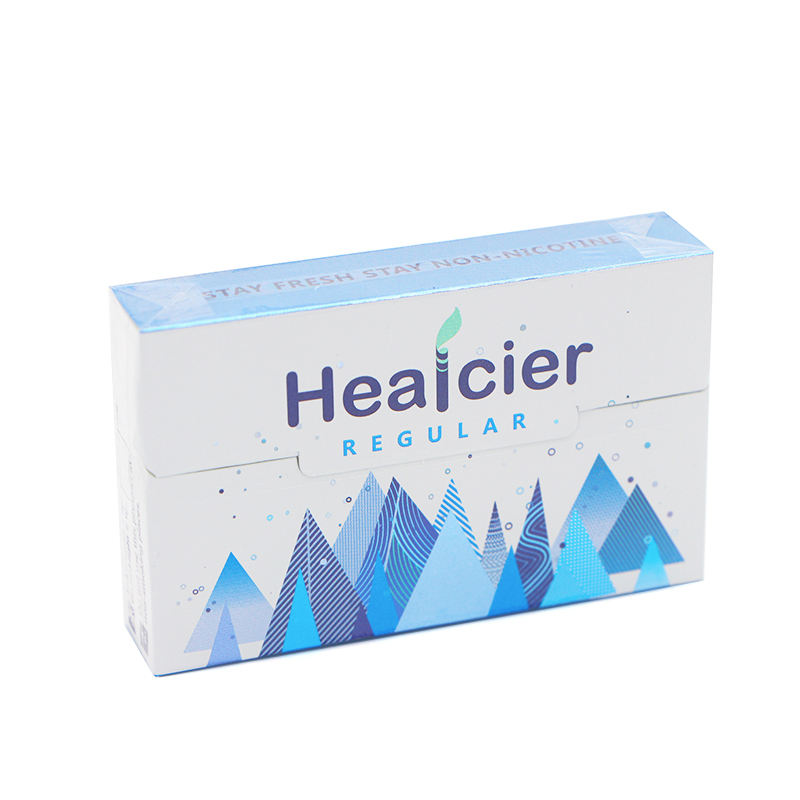 STAY FRESH STAY NON-NICOTINE
Healcier
REGULAR